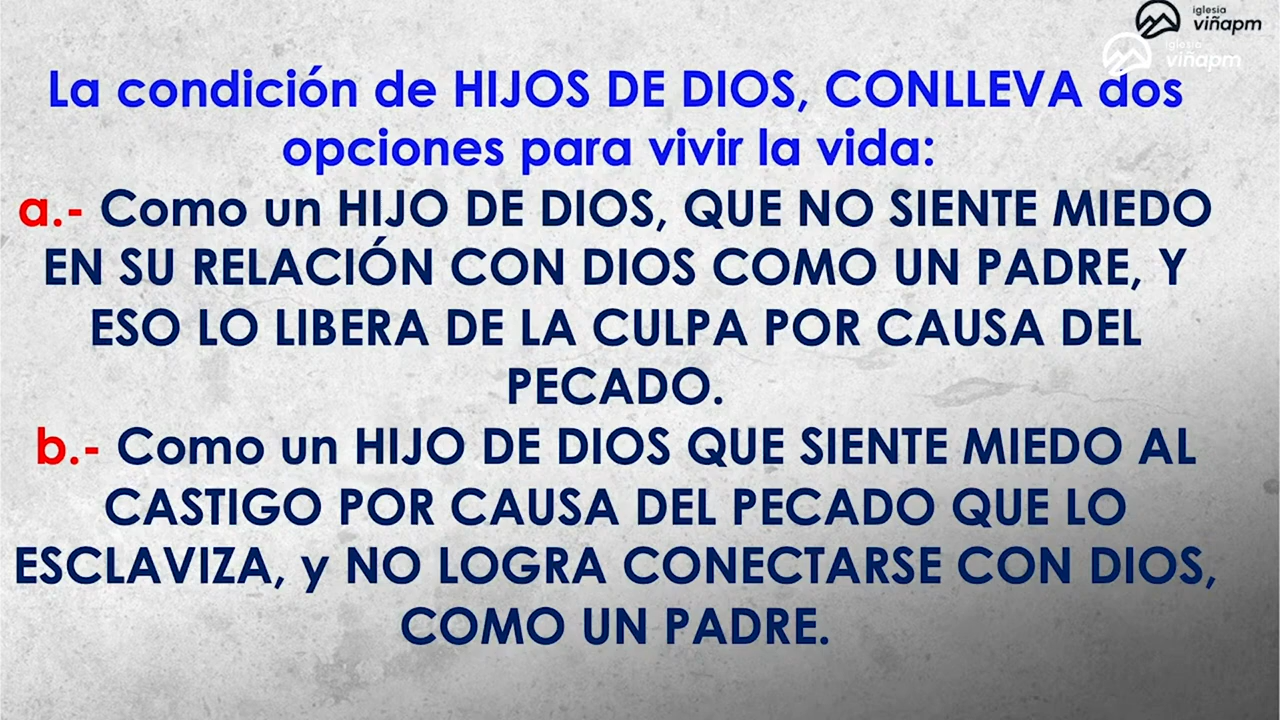 iglesia
viñapm
iglesia
viñapm
La condición de HIJOS DE DIOS, CONLLEVA dos
opciones para vivir la vida:
a.- Como un HIJO DE DIOS, QUE NO SIENTE MIEDO
EN SU RELACIÓN CON DIOS COMO UN PADRE, Y
ESO LO LIBERA DE LA CULPA POR CAUSA DEL
PECADO.
b.- Como un HIJO DE DIOS QUE SIENTE MIEDO AL
CASTIGO POR CAUSA DEL PECADO QUE LO
ESCLAVIZA, y NO LOGRA CONECTARSE CON DIOS,
COMO UN PADRE.